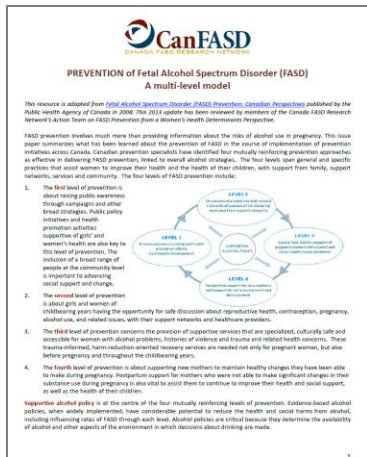 CanFASD
CANADA FASD RESEARCH NETWORK
PREVENTION of Fetal Alcohol Spectrum Disorder (FASD)
A multi-level model
This resource is adapted from Fetal Alcohol Spectrum Disorder (FASD) Prevention: Canadian Perspectives published by the
Public Health Agency of Canada in 2008. This 2013 update has been reviewed by members of the Canada FASD Research
Network's Action Team on FASD Prevention from a Women's Health Determinants Perspective.
FASD prevention involves much more than providing information about the risks of alcohol use in pregnancy. This issue
paper summarizes what has been learned about the prevention of FASD in the course of implementation of prevention
initiatives across Canada. Canadian prevention specialists have identified four mutually reinforcing prevention approaches
as effective in delivering FASD prevention, linked to overall alcohol strategies. The four levels span general and specific
practices that assist women to improve their health and the health of their children, with support from family, support
networks, services and community. The four levels of FASD prevention include:
1. The first level of prevention is
about raising public awareness
through campaigns and other
broad strategies. Public policy
initiatives and health
promotion activities
supportive of girls' and
women's health are also key to
this level of prevention. The
inclusion of a broad range of
people at the community level
is important to advancing
social support and change.
LEVEL 1
LEVEL 2
LEVEL 3
LEVEL 4
SUPPORTIVE
ALCOHOL POLICY
2. The second level of prevention
is about girls and women of
childbearing years having the opportunity for safe discussion about reproductive health, contraception, pregnancy,
alcohol use, and related issues, with their support networks and healthcare providers.
3. The third level of prevention concerns the provision of supportive services that are specialized, culturally safe and
accessible for women with alcohol problems, histories of violence and trauma and related health concerns. These
trauma-informed, harm-reduction-oriented recovery services are needed not only for pregnant women, but also
before pregnancy and throughout the childbearing years.
4. The fourth level of prevention is about supporting new mothers to maintain healthy changes they have been able
to make during pregnancy. Postpartum support for mothers who were not able to make significant changes in their
substance use during pregnancy is also vital to assist them to continue to improve their health and social support,
as well as the health of their children.
Supportive alcohol policy is at the centre of the four mutually reinforcing levels of prevention. Evidence-based alcohol
policies, when widely implemented, have considerable potential to reduce the health and social harms from alcohol,
including influencing rates of FASD through each level. Alcohol policies are critical because they determine the availability
of alcohol and other aspects of the environment in which decisions about drinking are made.
1